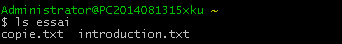 Administrator@PC2014081315xku ~
$ ls essai
copie.txt  introduction.txt